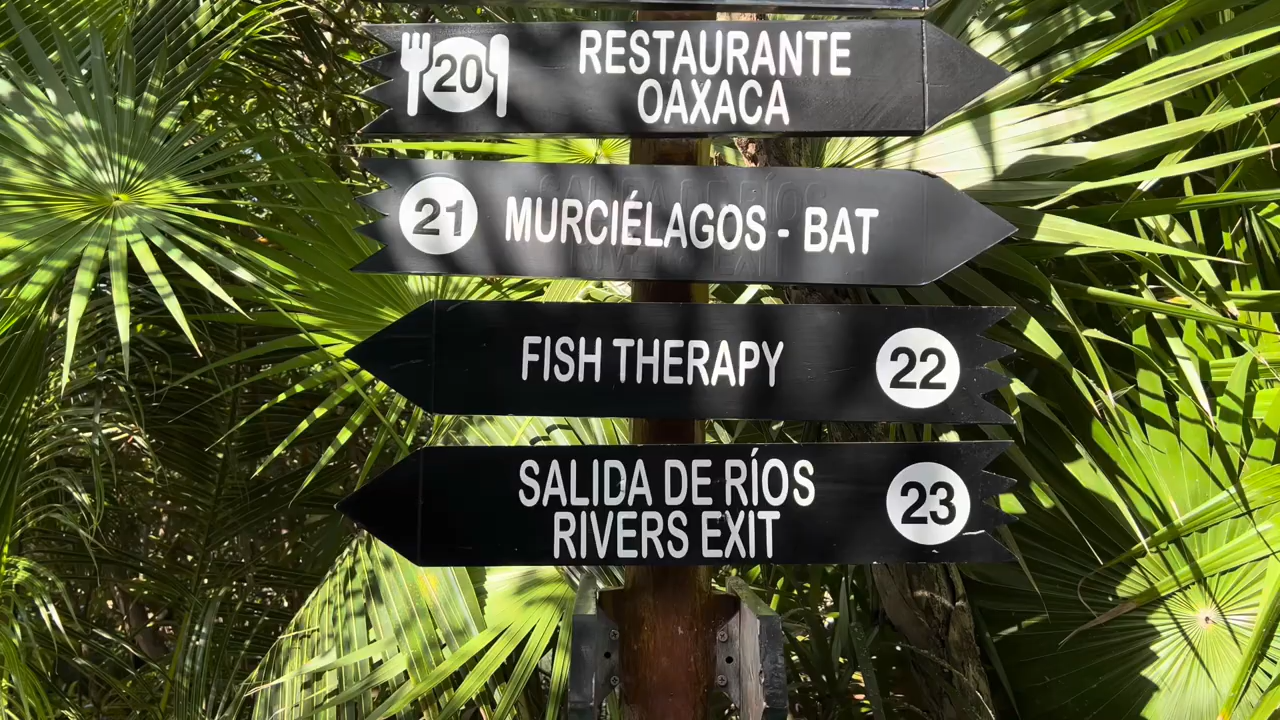 20
RESTAURANTE
OAXACA
21
MURCIÉLAGOS - BAT
FISH THERAPY
22
SALIDA DE RÍOS
RIVERS EXIT
23